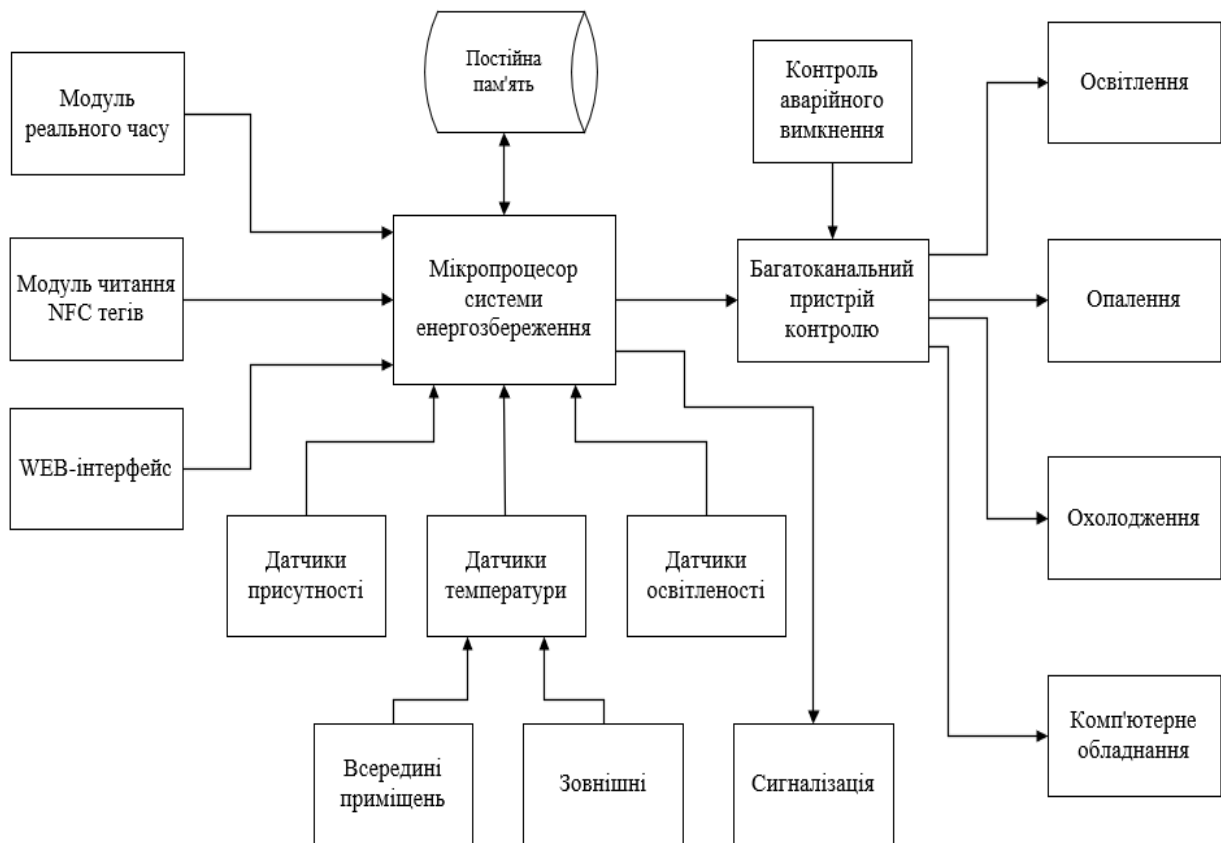 Модуль
реального часу
Постійна
пам'ять
Контроль
аварійного
вимкнення
Освітлення
Модуль читання
NFC тегів
Мікропроцесор
системи
енергозбереження
Багатоканальний
пристрій
контролю
Опалення
WEB-інтерфейс
Датчики
присутності
Датчики
температури
Датчики
освітленості
Охолодження
Всередині
приміщень
Зовнішні
Сигналізація
Комп'ютерне
обладнання